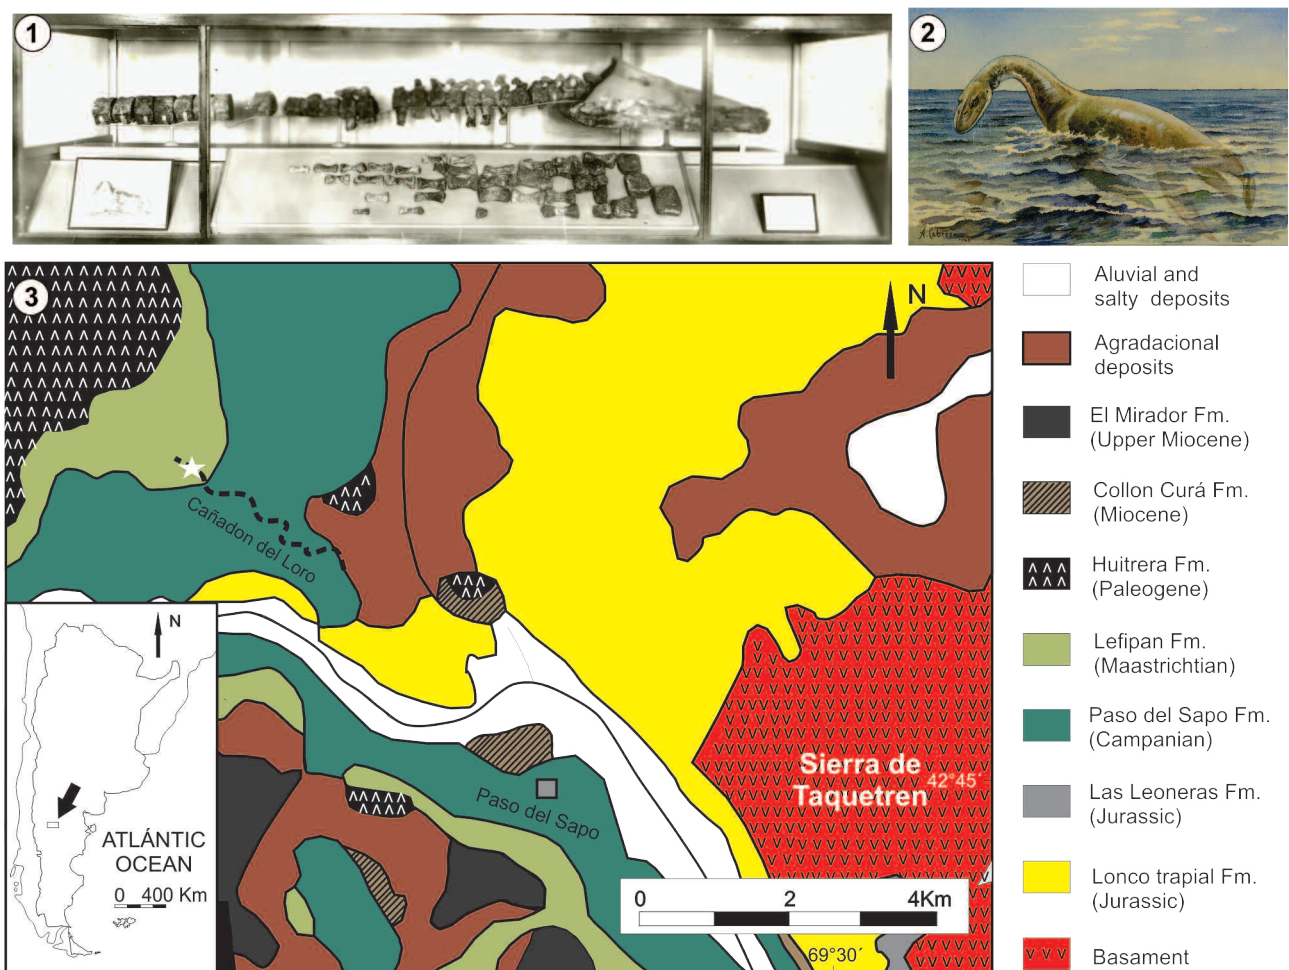 1
2
A. Cabrera
3
N
Cañadon del Loro
Sierra de
Taquetren
42°45´
Paso del Sapo
N
ATLÁNTIC
OCEAN
0 400 Km
0 2 4Km
69°30´
Aluvial and
salty deposits
Agradacional
deposits
El Mirador Fm.
(Upper Miocene)
Collon Curá Fm.
(Miocene)
Huitrera Fm.
(Paleogene)
Lefipan Fm.
(Maastrichtian)
Paso del Sapo Fm.
(Campanian)
Las Leoneras Fm.
(Jurassic)
Lonco trapial Fm.
(Jurassic)
Basament